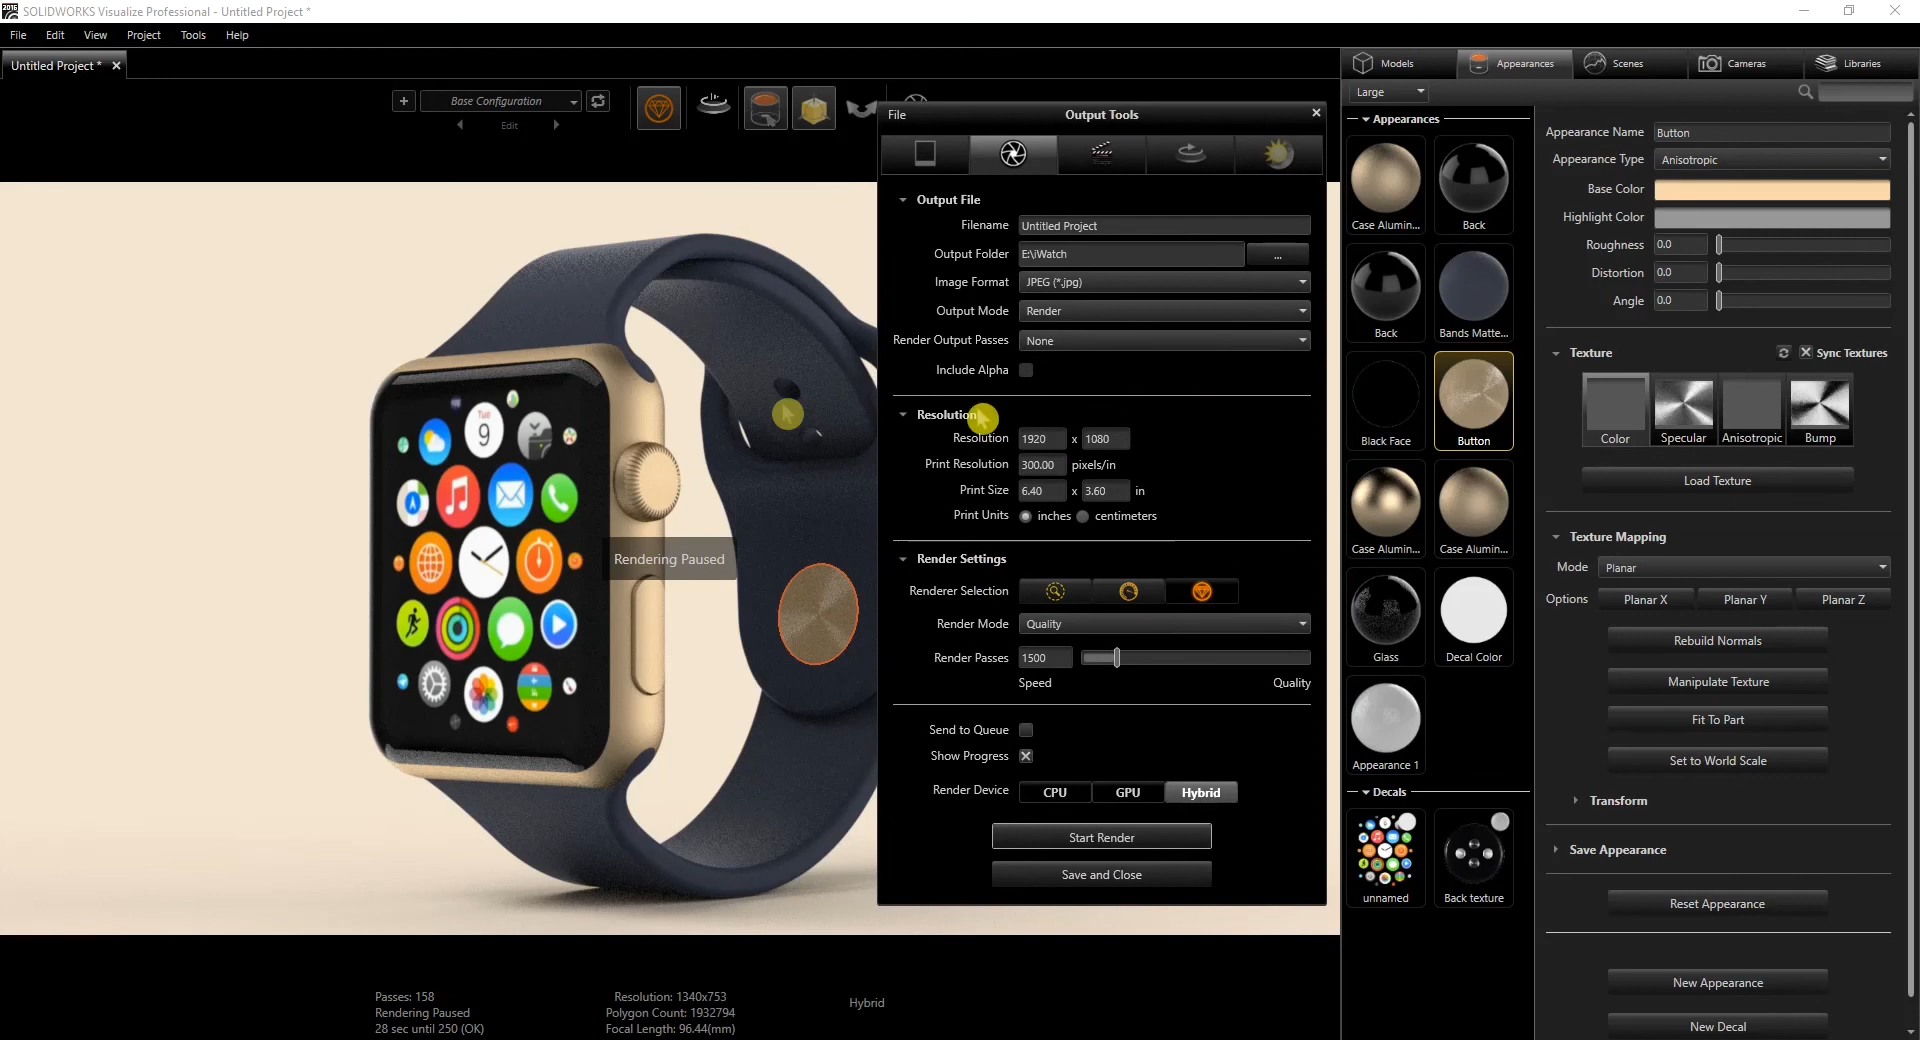 SOLIDWORKS Visualize Professional - Untitled Project *
File Edit View Project Tools Help
Untitled Project * ×
Base Configuration
Edit
File Output Tools
Output File
Filename Untitled Project
Output Folder E:\iWatch ...
Image Format JPEG (*.jpg)
Output Mode Render
Render Output Passes None
Include Alpha
Resolution
Resolution 1920 x 1080
Print Resolution 300.00 pixels/in
Print Size 6.40 x 3.60 in
Print Units inches centimeters
Render Settings
Renderer Selection
Render Mode Quality
Render Passes 1500
Speed Quality
Send to Queue
Show Progress
Render Device CPU GPU Hybrid
Start Render
Save and Close
Tue
9
Rendering Paused
Passes: 158
Rendering Paused
28 sec until 250 (OK)
Resolution: 1340x753
Polygon Count: 1932794
Focal Length: 96.44(mm)
Hybrid
Models Appearances Scenes Cameras Libraries
Large
Appearances
Case Alumin... Back
Back Bands Matte...
Black Face Button
Case Alumin... Case Alumin...
Glass Decal Color
Appearance 1
Decals
unnamed Back texture
Appearance Name Button
Appearance Type Anisotropic
Base Color
Highlight Color
Roughness 0.0
Distortion 0.0
Angle 0.0
Texture Sync Textures
Color Specular Anisotropic Bump
Load Texture
Texture Mapping
Mode Planar
Options Planar X Planar Y Planar Z
Rebuild Normals
Manipulate Texture
Fit To Part
Set to World Scale
Transform
Save Appearance
Reset Appearance
New Appearance
New Decal